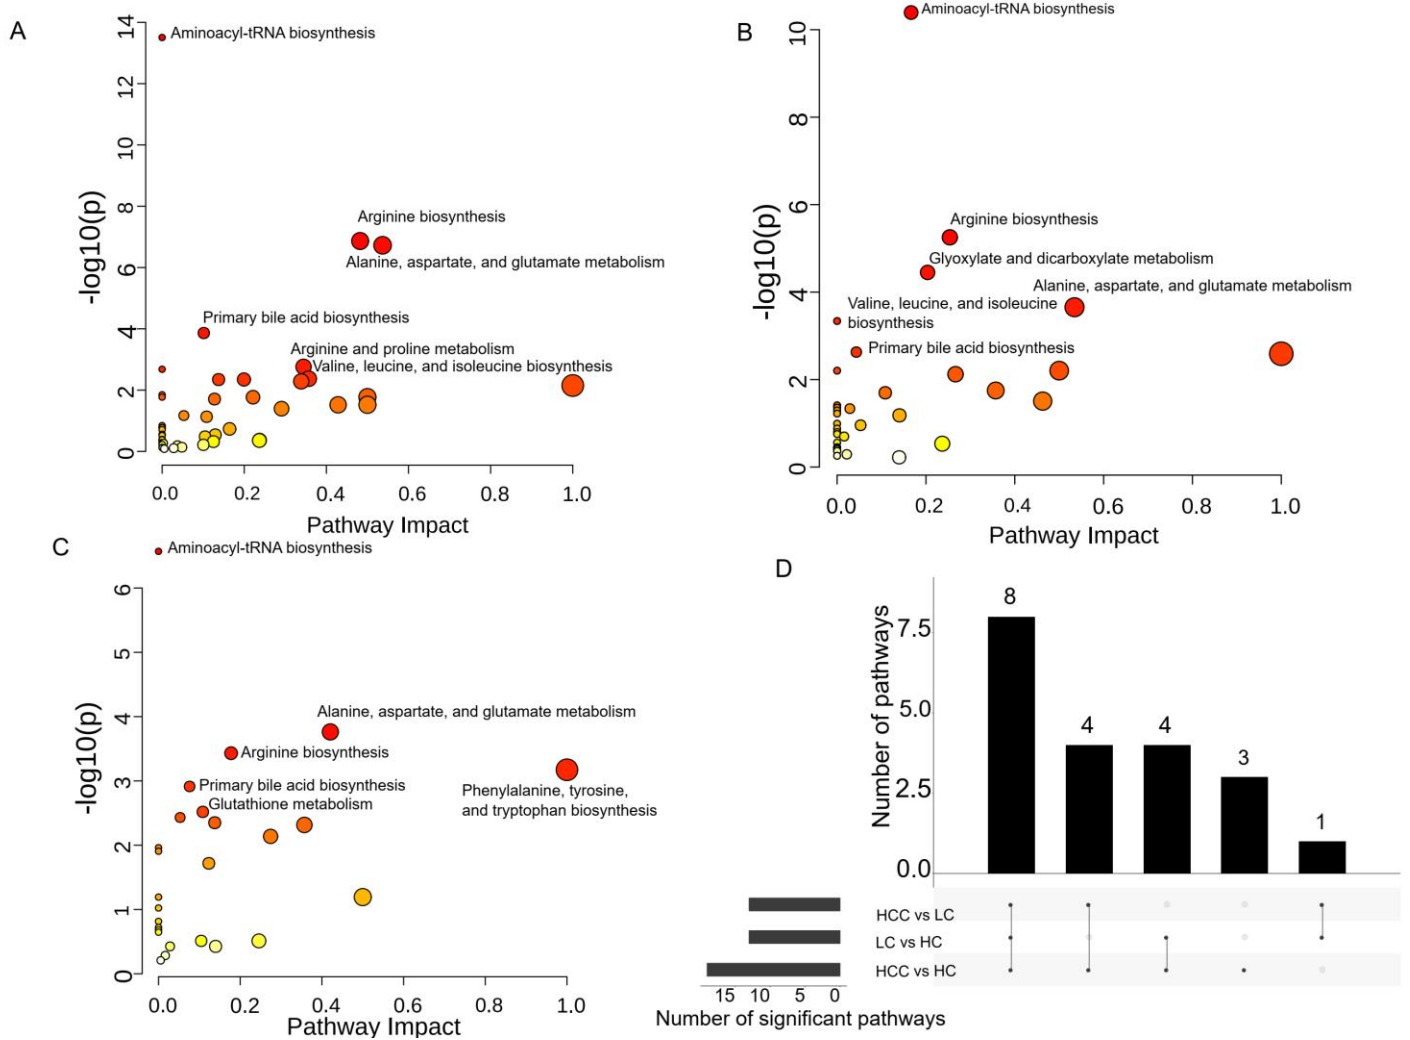 A
14
12
10
8
6
4
2
0
-log10(p)
Aminoacyl-tRNA biosynthesis
Arginine biosynthesis
Alanine, aspartate, and glutamate metabolism
Primary bile acid biosynthesis
Arginine and proline metabolism
Valine, leucine, and isoleucine biosynthesis
0.0 0.2 0.4 0.6 0.8 1.0
Pathway Impact
B
10
8
6
4
2
0
-log10(p)
Aminoacyl-tRNA biosynthesis
Arginine biosynthesis
Glyoxylate and dicarboxylate metabolism
Alanine, aspartate, and glutamate metabolism
Valine, leucine, and isoleucine
biosynthesis
Primary bile acid biosynthesis
0.0 0.2 0.4 0.6 0.8 1.0
Pathway Impact
C
6
5
4
3
2
1
0
-log10(p)
Aminoacyl-tRNA biosynthesis
Alanine, aspartate, and glutamate metabolism
Arginine biosynthesis
Primary bile acid biosynthesis
Glutathione metabolism
Phenylalanine, tyrosine,
and tryptophan biosynthesis
0.0 0.2 0.4 0.6 0.8 1.0
Pathway Impact
D
Number of pathways
7.5
5.0
2.5
0.0
8
4
4
3
1
HCC vs LC
LC vs HC
HCC vs HC
15 10 5 0
Number of significant pathways